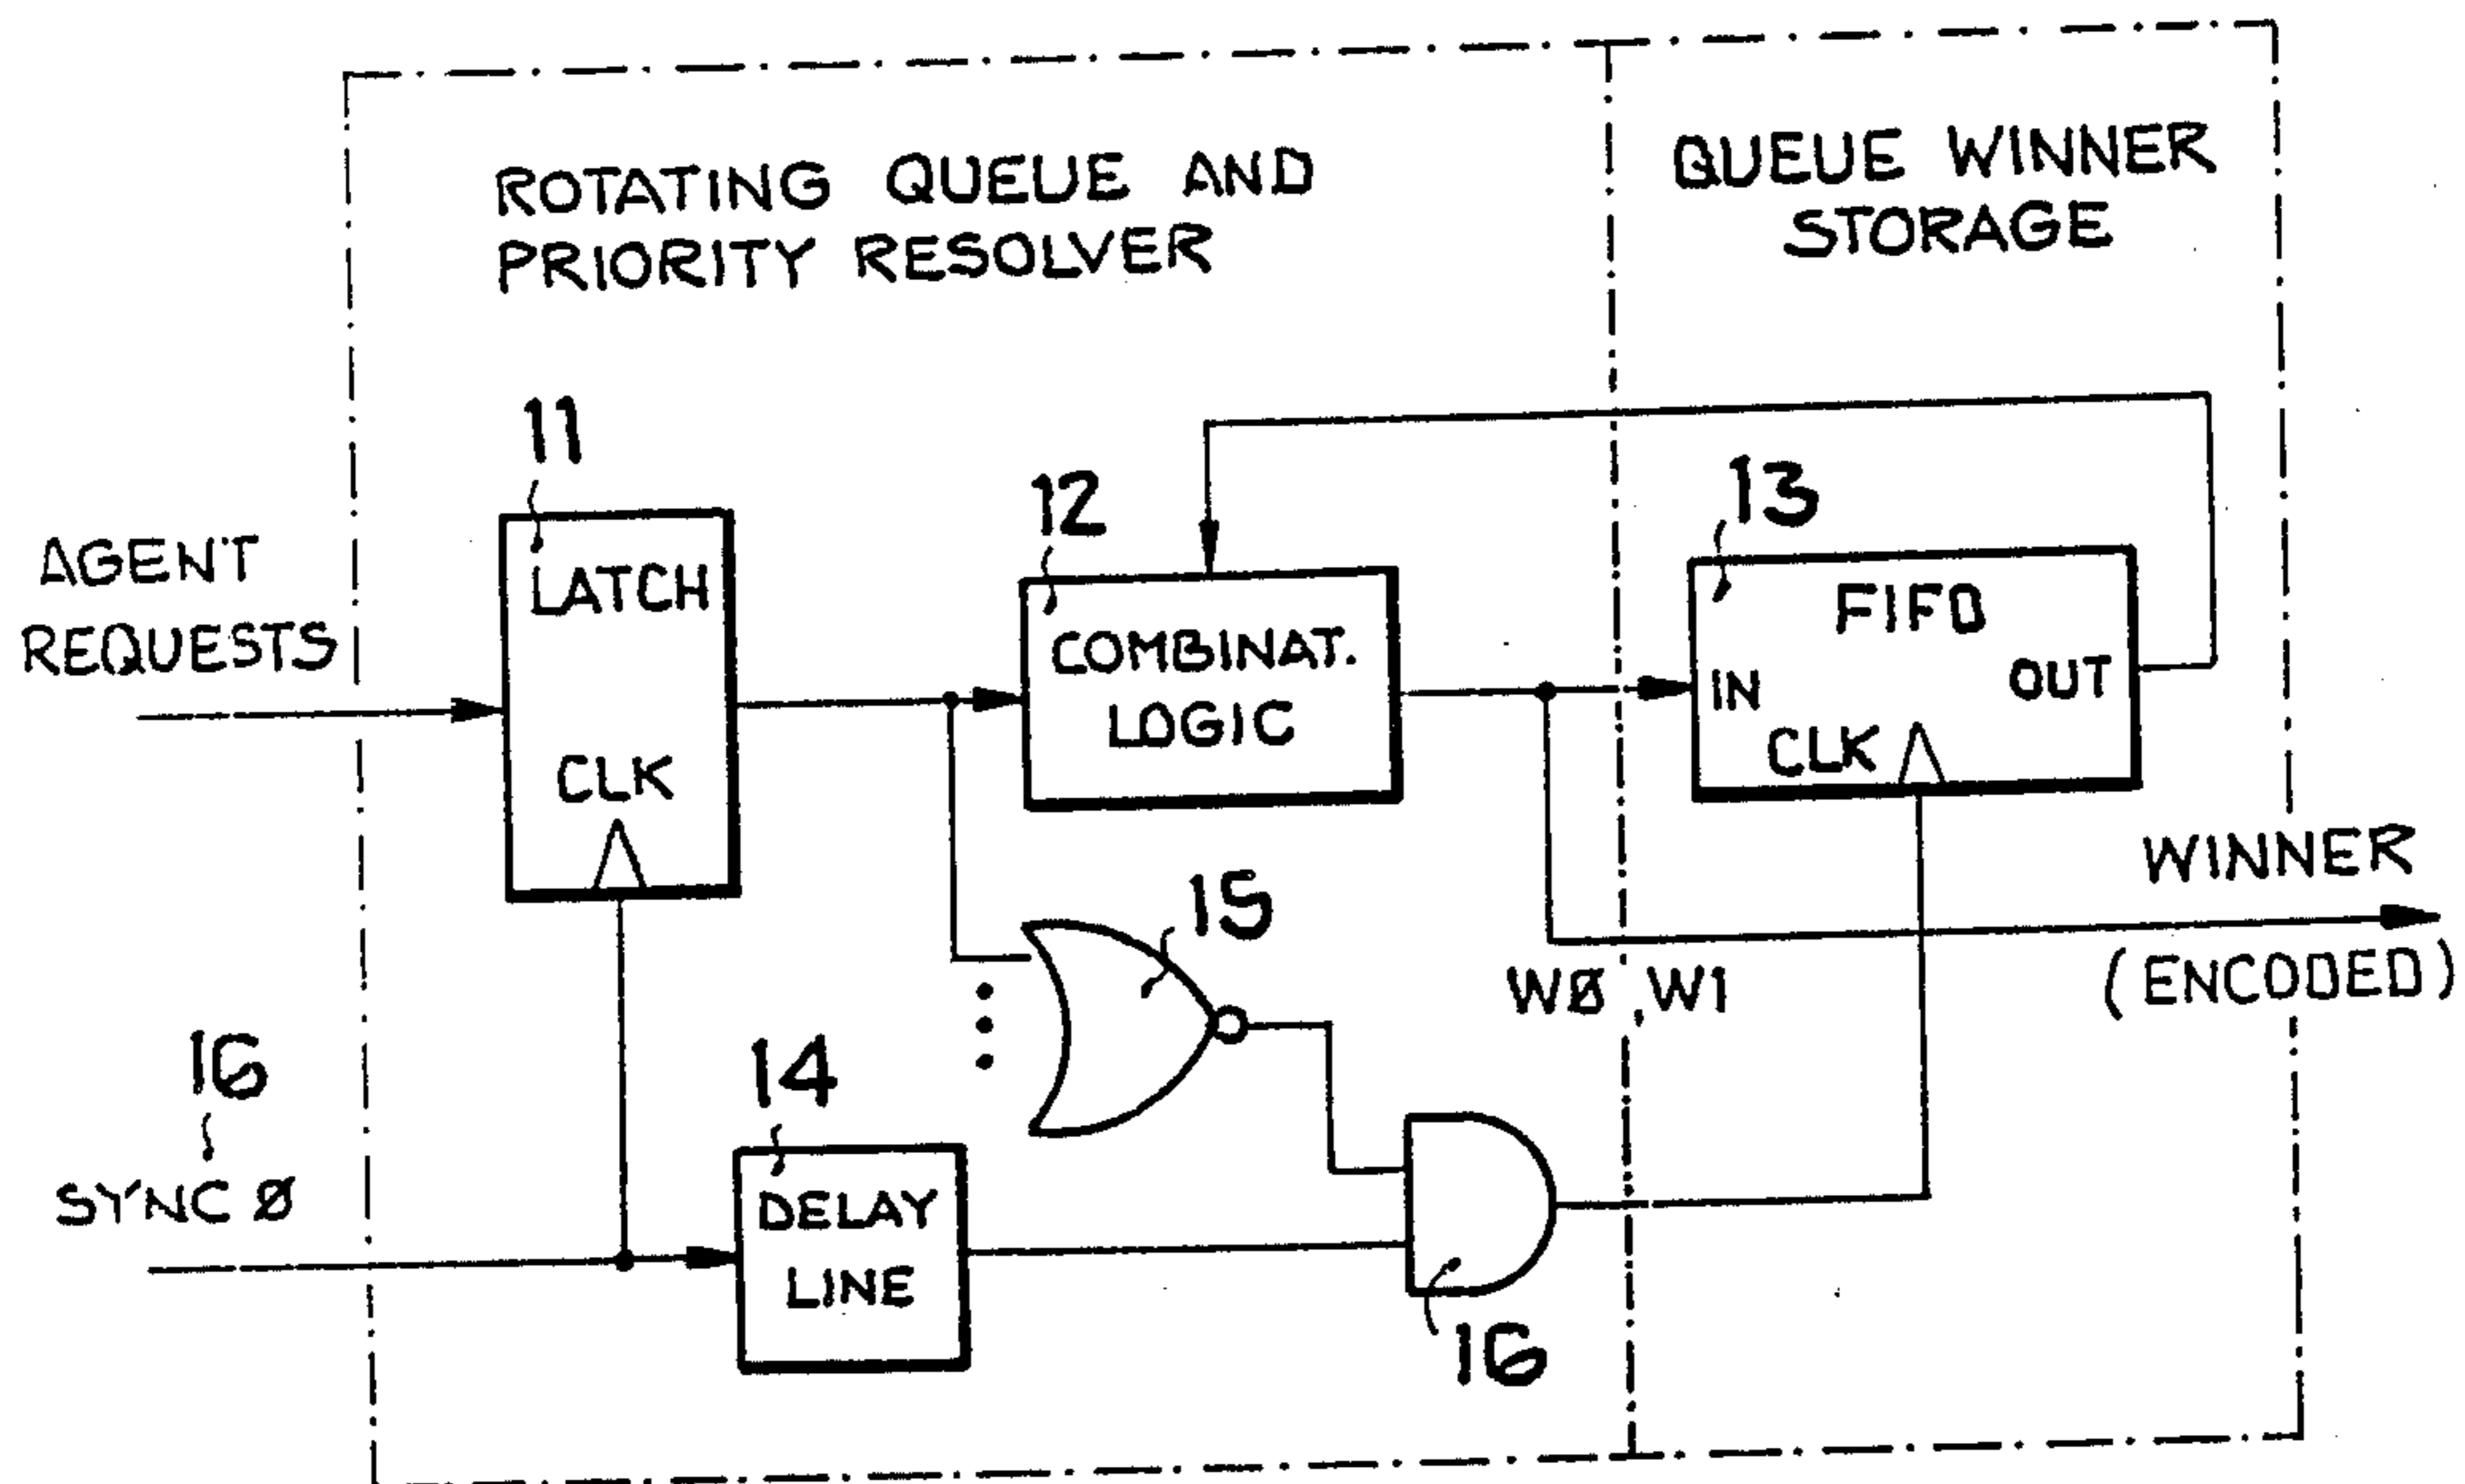 ROTATING QUEUE AND
PRIORITY RESOLVER
QUEUE WINNER
STORAGE
11
LATCH
CLK
12
COMBINAT.
LOGIC
13
FIFO
IN
OUT
CLK
AGENT
REQUESTS
15
WINNER
(ENCODED)
WØ, W1
16
SYNC Ø
14
DELAY
LINE
16